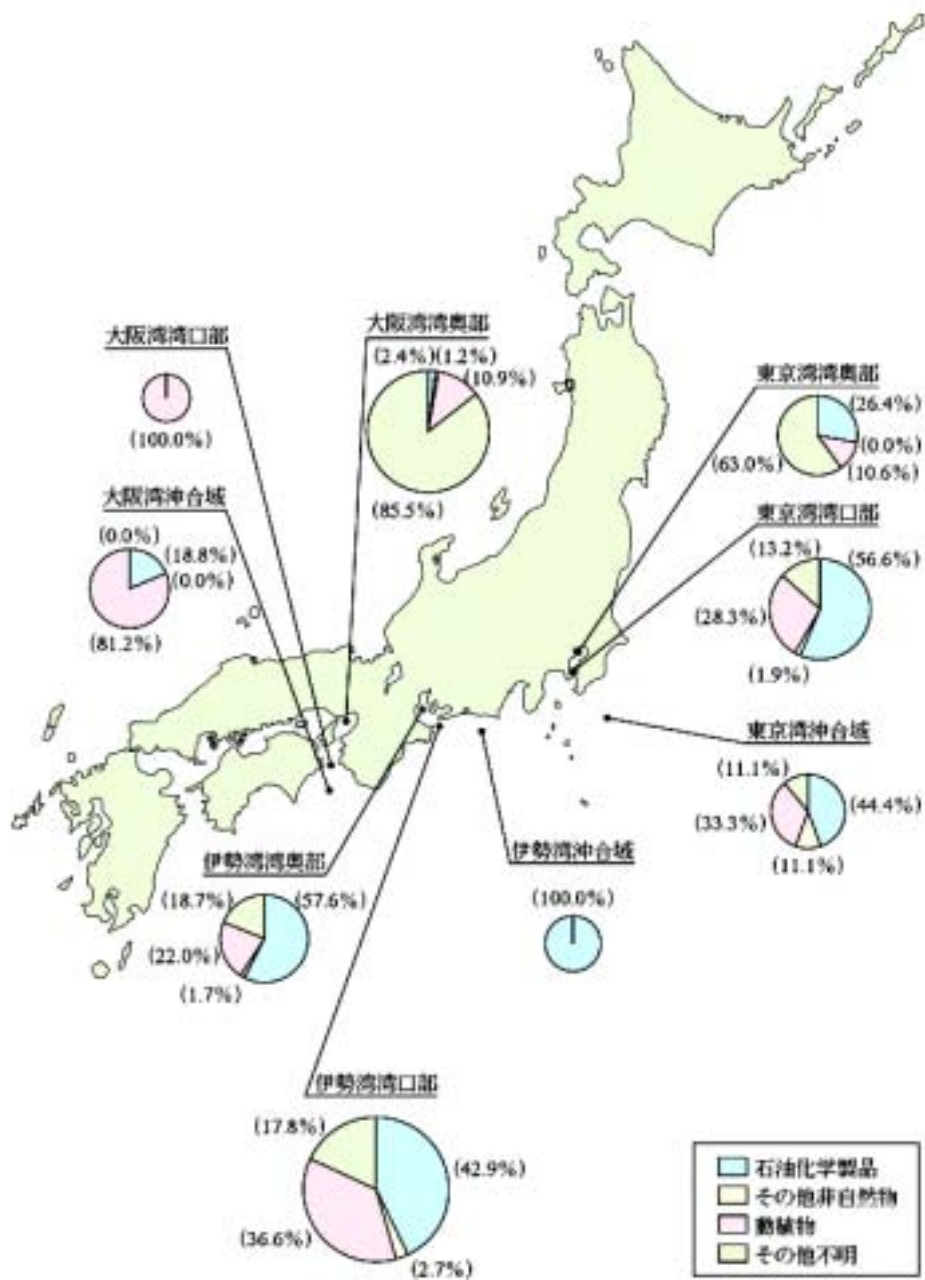 大阪湾湾口部
(100.0%)
大阪湾湾奥部
(2.4%)
(1.2%)
(10.9%)
(85.5%)
東京湾湾奥部
(26.4%)
(0.0%)
(10.6%)
(63.0%)
大阪湾沖合域
(0.0%)
(18.8%)
(0.0%)
(81.2%)
東京湾湾口部
(13.2%)
(56.6%)
(28.3%)
(1.9%)
東京湾沖合域
(11.1%)
(44.4%)
(33.3%)
(11.1%)
伊勢湾湾奥部
(18.7%)
(57.6%)
(22.0%)
(1.7%)
伊勢湾沖合域
(100.0%)
伊勢湾湾口部
(17.8%)
(42.9%)
(36.6%)
(2.7%)
石油化学製品
その他非自然物
動植物
その他不明